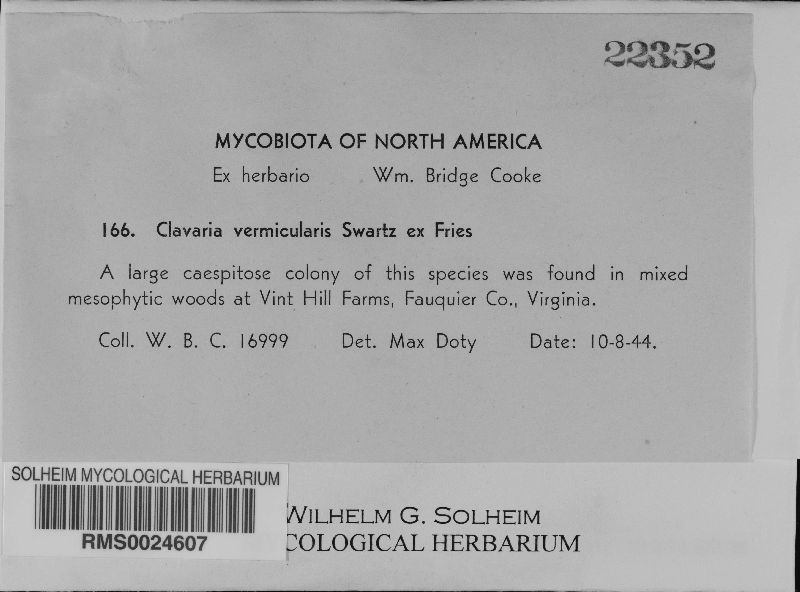 22352
MYCOBIOTA OF NORTH AMERICA
Ex herbario Wm. Bridge Cooke
166. Clavaria vermicularis Swartz ex Fries
A large caespitose colony of this species was found in mixed
mesophytic woods at Vint Hill Farms, Fauquier Co., Virginia.
Coll. W. B. C. 16999 Det. Max Doty Date: 10-8-44.
SOLHEIM MYCOLOGICAL HERBARIUM
RMS0024607
WILHELM G. SOLHEIM
COLOGICAL HERBARIUM